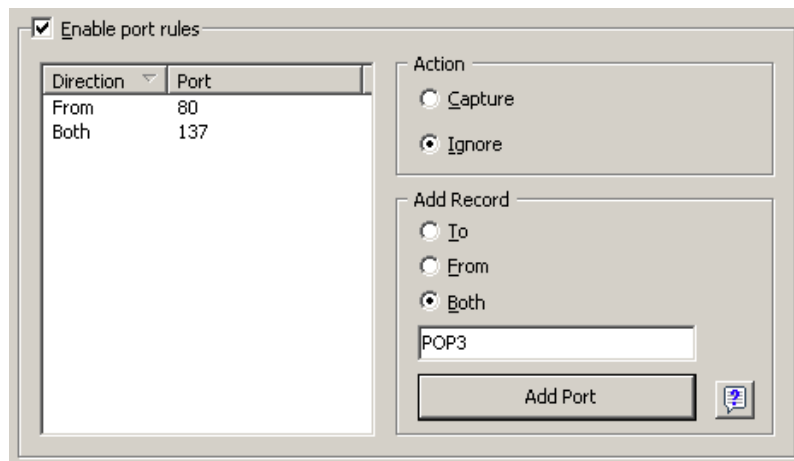 Enable port rules
Direction Port
From 80
Both 137
Action
Capture
Ignore
Add Record
To
From
Both
POP3
Add Port
?